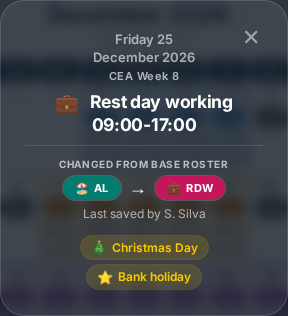 Friday 25
December 2026
CEA Week 8
Rest day working
09:00-17:00
CHANGED FROM BASE ROSTER
AL → RDW
Last saved by S. Silva
Christmas Day
Bank holiday